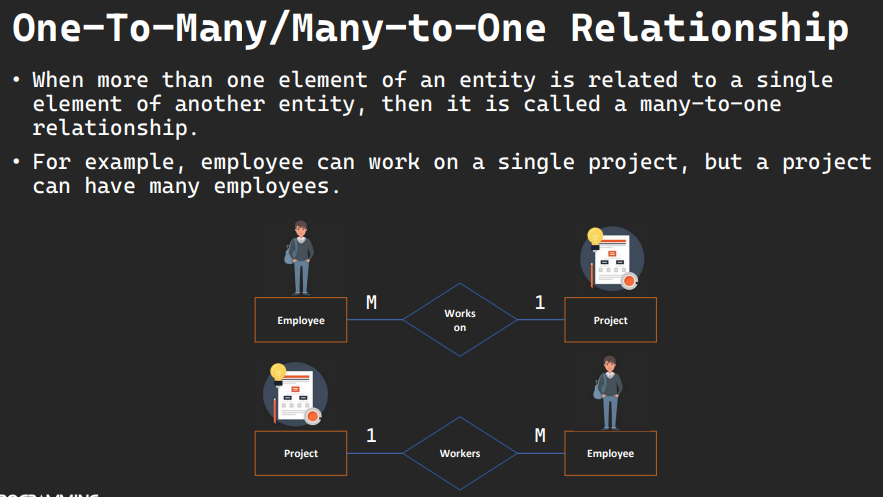 One-To-Many/Many-to-One Relationship
• When more than one element of an entity is related to a single
element of another entity, then it is called a many-to-one
relationship.
• For example, employee can work on a single project, but a project
can have many employees.
Employee
M
Works
on
1
Project
Project
1
Workers
M
Employee